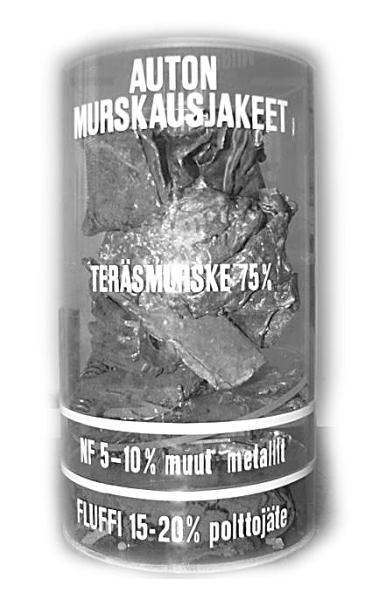 AUTON
MURSKAUSJAKEET
TERÄSMURSKE 75%
NF 5–10% muut metallit
FLUFFI 15-20% polttojäte